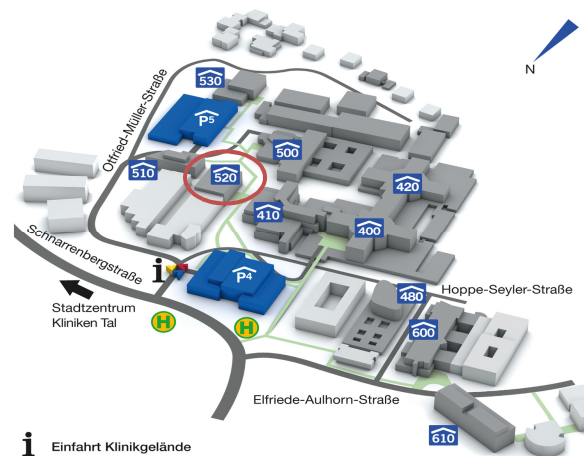 N
530
Otfried-Müller-Straße
P5
500
510
520
420
410
400
Schnarrenbergstraße
i
P4
480
Hoppe-Seyler-Straße
Stadtzentrum
Kliniken Tal
H
H
600
Elfriede-Aulhorn-Straße
610
i Einfahrt Klinikgelände